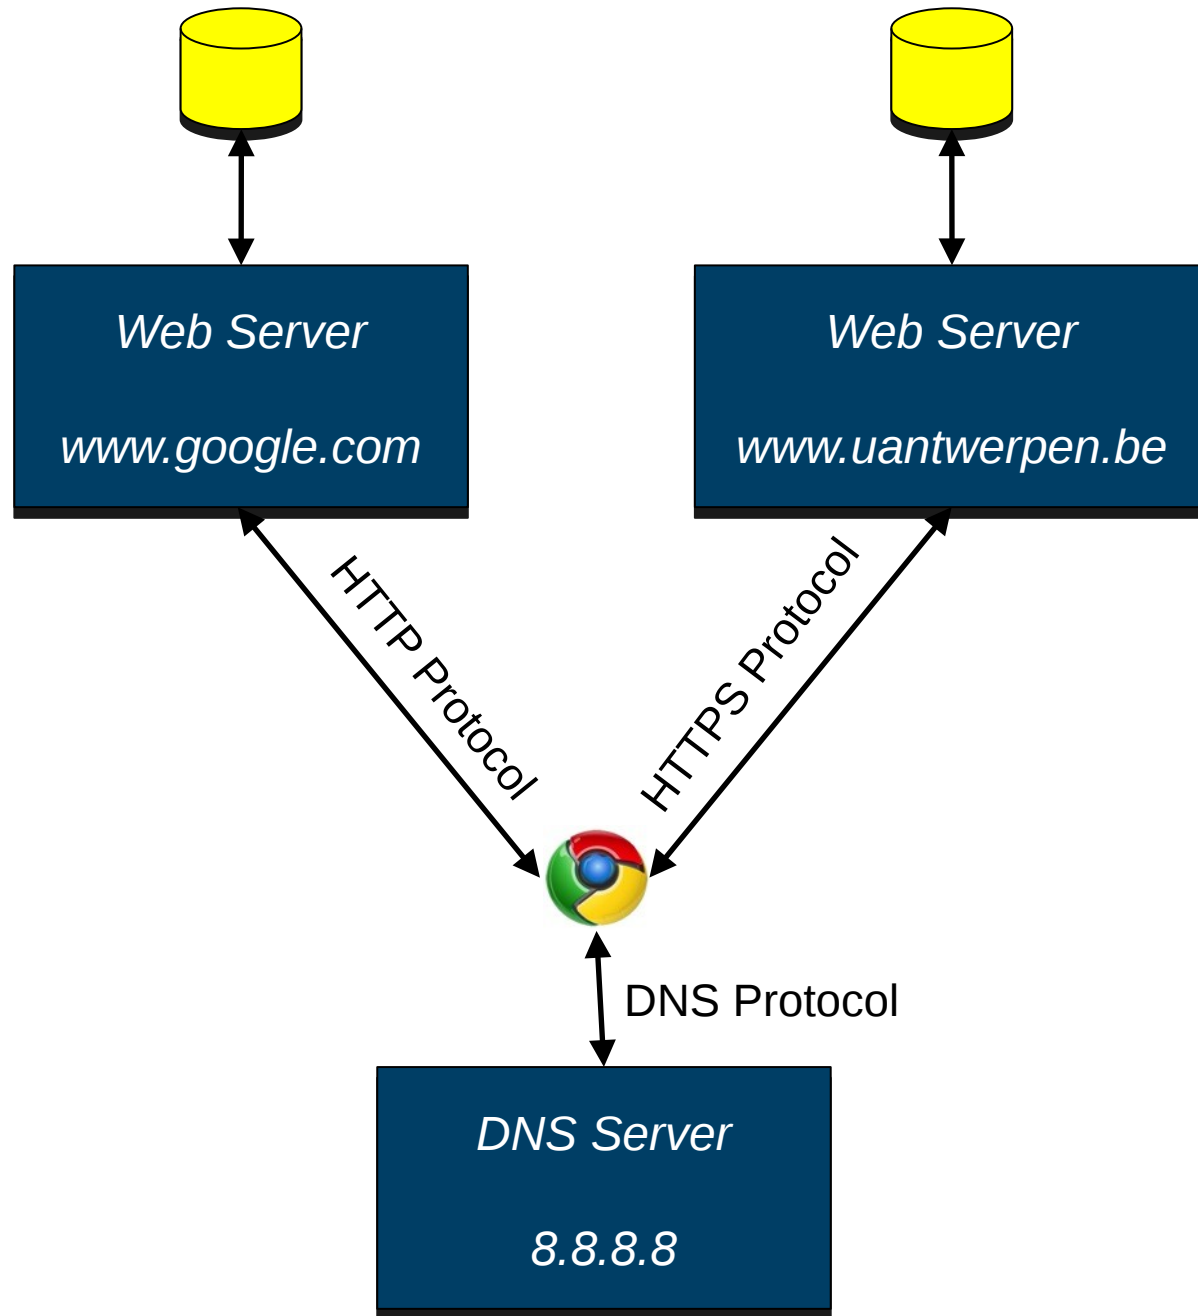 Web Server
www.google.com
Web Server
www.uantwerpen.be
HTTP Protocol
HTTPS Protocol
DNS Protocol
DNS Server
8.8.8.8